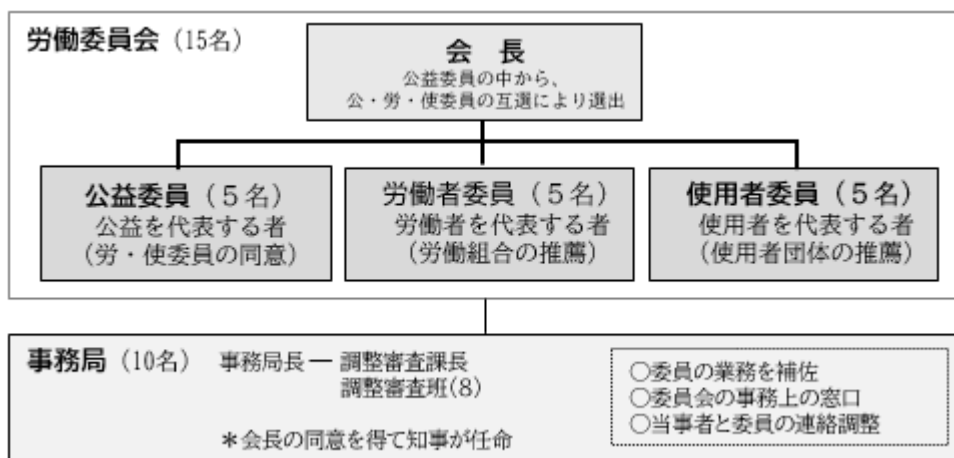 労働委員会（15名）
会　長
公益委員の中から、
公・労・使委員の互選により選出
公益委員（５名）
公益を代表する者
（労・使委員の同意）
労働者委員（５名）
労働者を代表する者
（労働組合の推薦）
使用者委員（５名）
使用者を代表する者
（使用者団体の推薦）
事務局（10名）　事務局長 ― 調整審査課長
調整審査班(８)
＊会長の同意を得て知事が任命
○委員の業務を補佐
○委員会の事務上の窓口
○当事者と委員の連絡調整